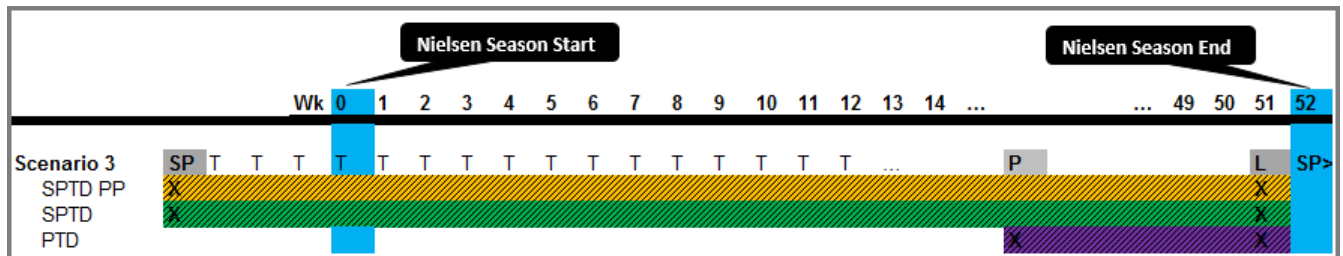 Nielsen Season Start
Nielsen Season End
Wk 0 1 2 3 4 5 6 7 8 9 10 11 12 13 14 ... ... 49 50 51 52
Scenario 3 SP T T T T T T T T T T T T T T T T ... P L SP>
SPTD PP X X
SPTD X X
PTD X X